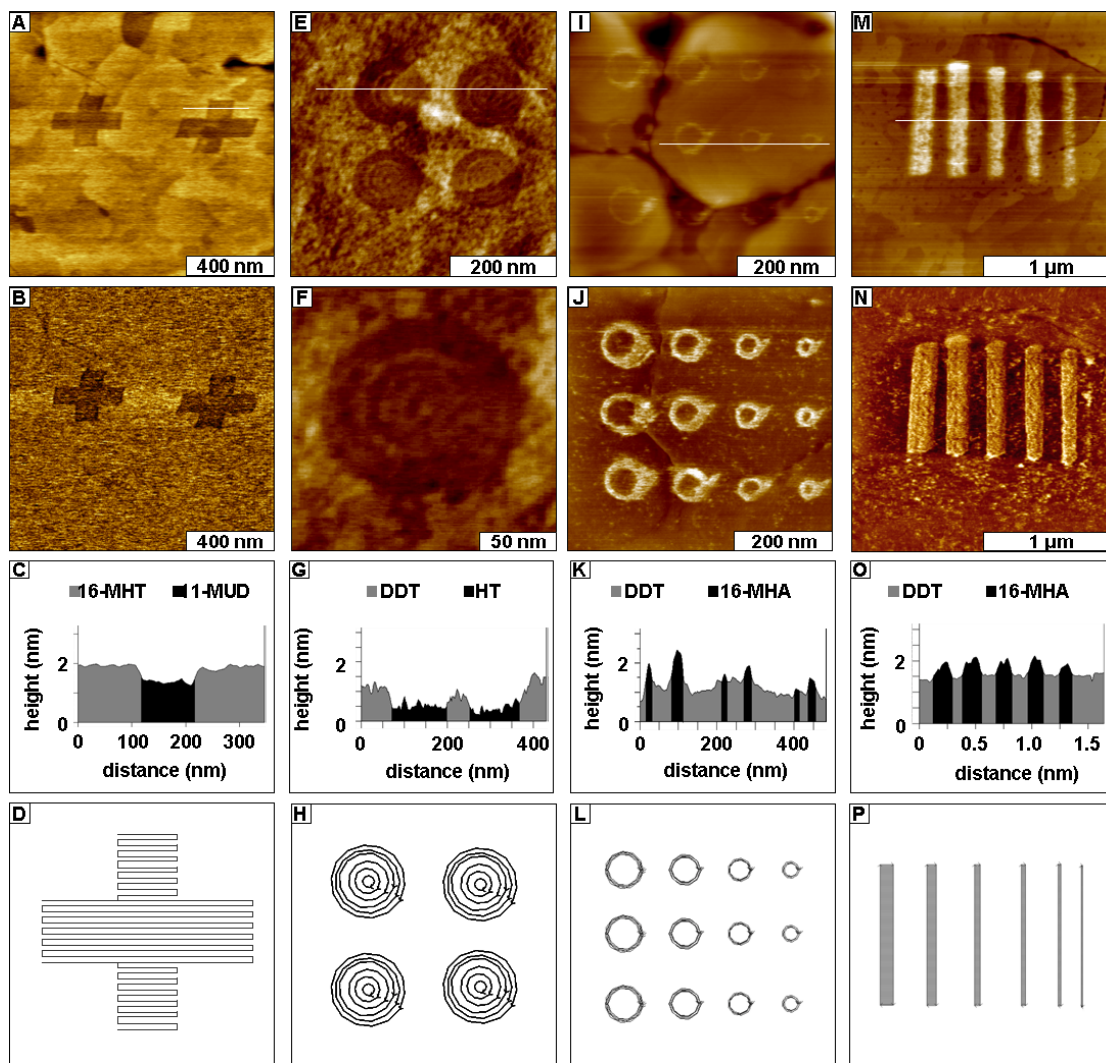 A
400 nm
E
200 nm
I
200 nm
M
1 µm
B
400 nm
F
50 nm
J
200 nm
N
1 µm
C
16-MHT 11-MUD
height (nm)
2
0
0 100 200 300
distance (nm)
G
DDT HT
height (nm)
2
0
0 200 400
distance (nm)
K
DDT 16-MHA
height (nm)
2
0
0 200 400
distance (nm)
O
DDT 16-MHA
height (nm)
2
0
0 0.5 1.0 1.5
distance (nm)
D
H
L
P